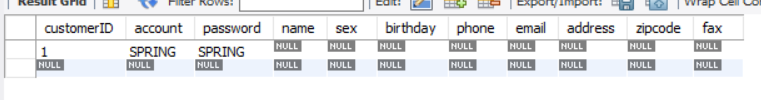 Result Grid Filter Rows: Edit: Export/Import: Wrap Cell Co
customerID account password name sex birthday phone email address zipcode fax
1 SPRING SPRING NULL NULL NULL NULL NULL NULL NULL NULL
NULL NULL NULL NULL NULL NULL NULL NULL NULL NULL NULL